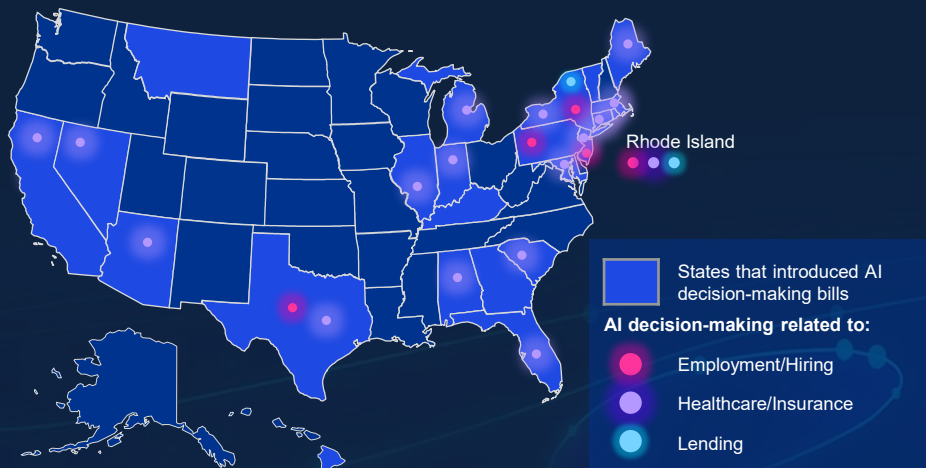 Rhode Island
States that introduced AI
decision-making bills
AI decision-making related to:
Employment/Hiring
Healthcare/Insurance
Lending